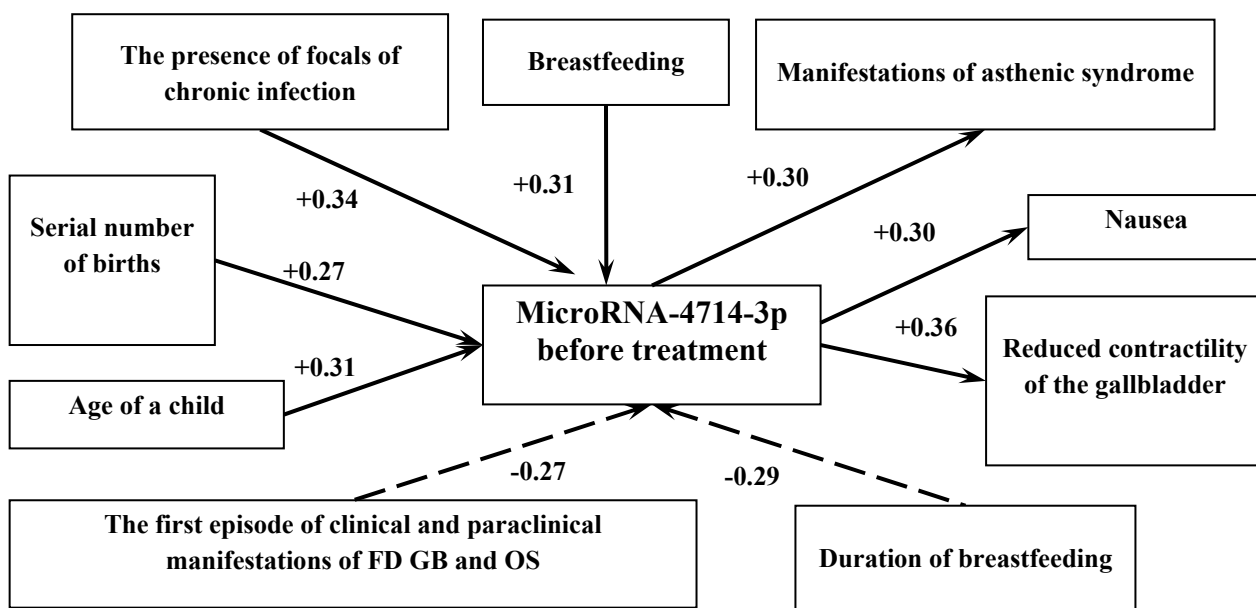 The presence of focals of
chronic infection
Breastfeeding
Manifestations of asthenic syndrome
+0.34
+0.31
+0.30
Serial number
of births
+0.27
Nausea
+0.30
MicroRNA-4714-3p
before treatment
+0.36
Reduced contractility
of the gallbladder
Age of a child
+0.31
-0.27
-0.29
The first episode of clinical and paraclinical
manifestations of FD GB and OS
Duration of breastfeeding